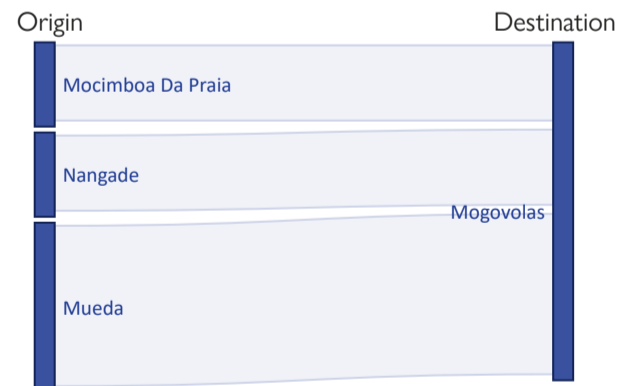 Origin
Destination
Mocimboa Da Praia
Nangade
Mogovolas
Mueda